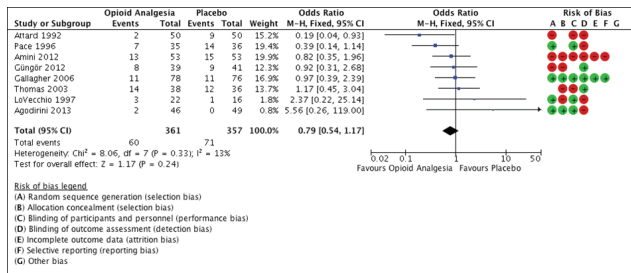 Opioid Analgesia Placebo Odds Ratio Odds Ratio Risk of Bias
Study or Subgroup Events Total Events Total Weight M-H, Fixed, 95% CI M-H, Fixed, 95% CI A B C D E F G
Attard 1992 2 50 9 50 15.2% 0.19 [0.04, 0.93]
Pace 1996 7 35 14 36 19.4% 0.39 [0.14, 1.14]
Amini 2012 13 53 15 53 19.9% 0.82 [0.35, 1.96]
Güngör 2012 8 39 9 41 12.2% 0.92 [0.31, 2.68]
Gallagher 2006 11 78 11 76 16.7% 0.97 [0.39, 2.39]
Thomas 2003 14 38 12 36 13.7% 1.17 [0.45, 3.04]
LoVecchio 1997 3 22 1 16 1.7% 2.37 [0.22, 25.14]
Agodirini 2013 2 46 0 49 0.8% 5.56 [0.26, 119.00]
Total (95% CI) 361 357 100.0% 0.79 [0.54, 1.17]
Total events 60 71
Heterogeneity: Chi² = 8.06, df = 7 (P = 0.33); I² = 13%
Test for overall effect: Z = 1.17 (P = 0.24)
0.02 0.1 1 10 50
Favours Opioid Analgesia Favours Placebo
Risk of bias legend
(A) Random sequence generation (selection bias)
(B) Allocation concealment (selection bias)
(C) Blinding of participants and personnel (performance bias)
(D) Blinding of outcome assessment (detection bias)
(E) Incomplete outcome data (attrition bias)
(F) Selective reporting (reporting bias)
(G) Other bias